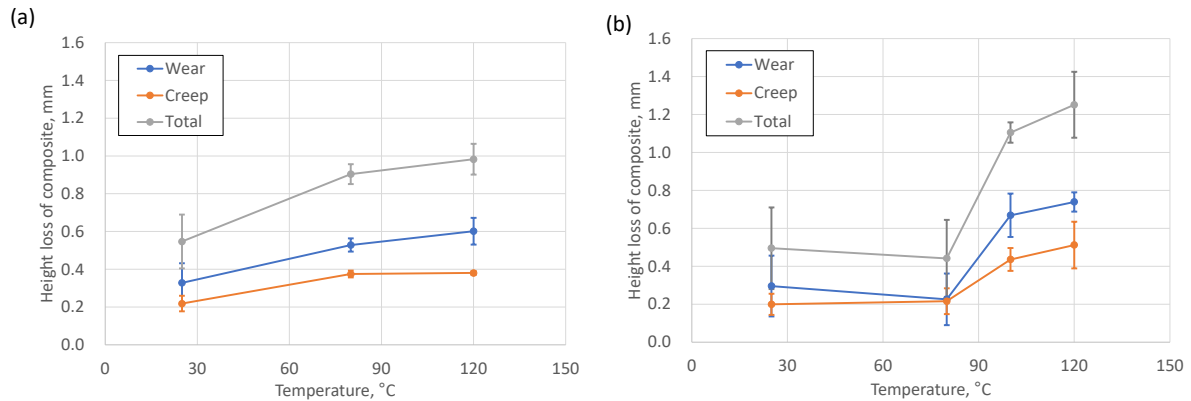 (a)
Height loss of composite, mm
1.6
1.4
1.2
1.0
0.8
0.6
0.4
0.2
0.0
Wear
Creep
Total
0 30 60 90 120 150
Temperature, °C
(b)
Height loss of composite, mm
1.6
1.4
1.2
1.0
0.8
0.6
0.4
0.2
0.0
Wear
Creep
Total
0 30 60 90 120 150
Temperature, °C